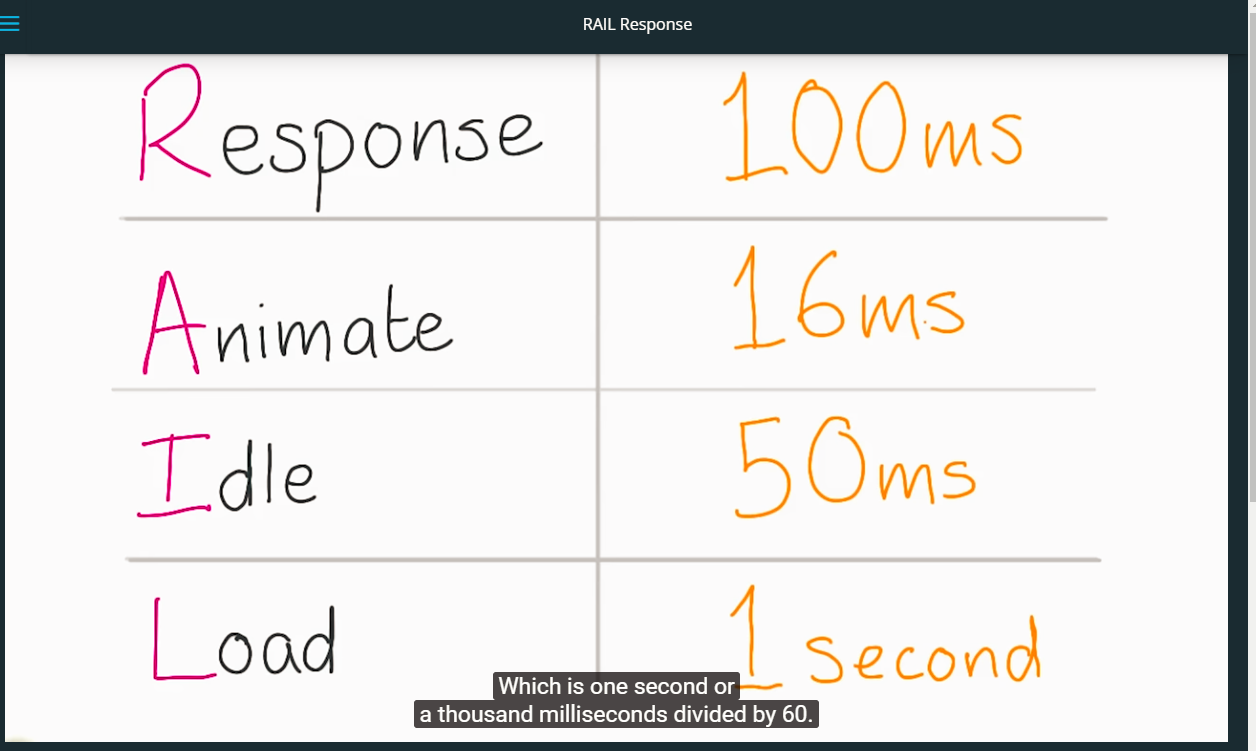 RAIL Response
Response 100ms
Animate 16ms
Idle 50ms
Load 1 second
Which is one second or
a thousand milliseconds divided by 60.